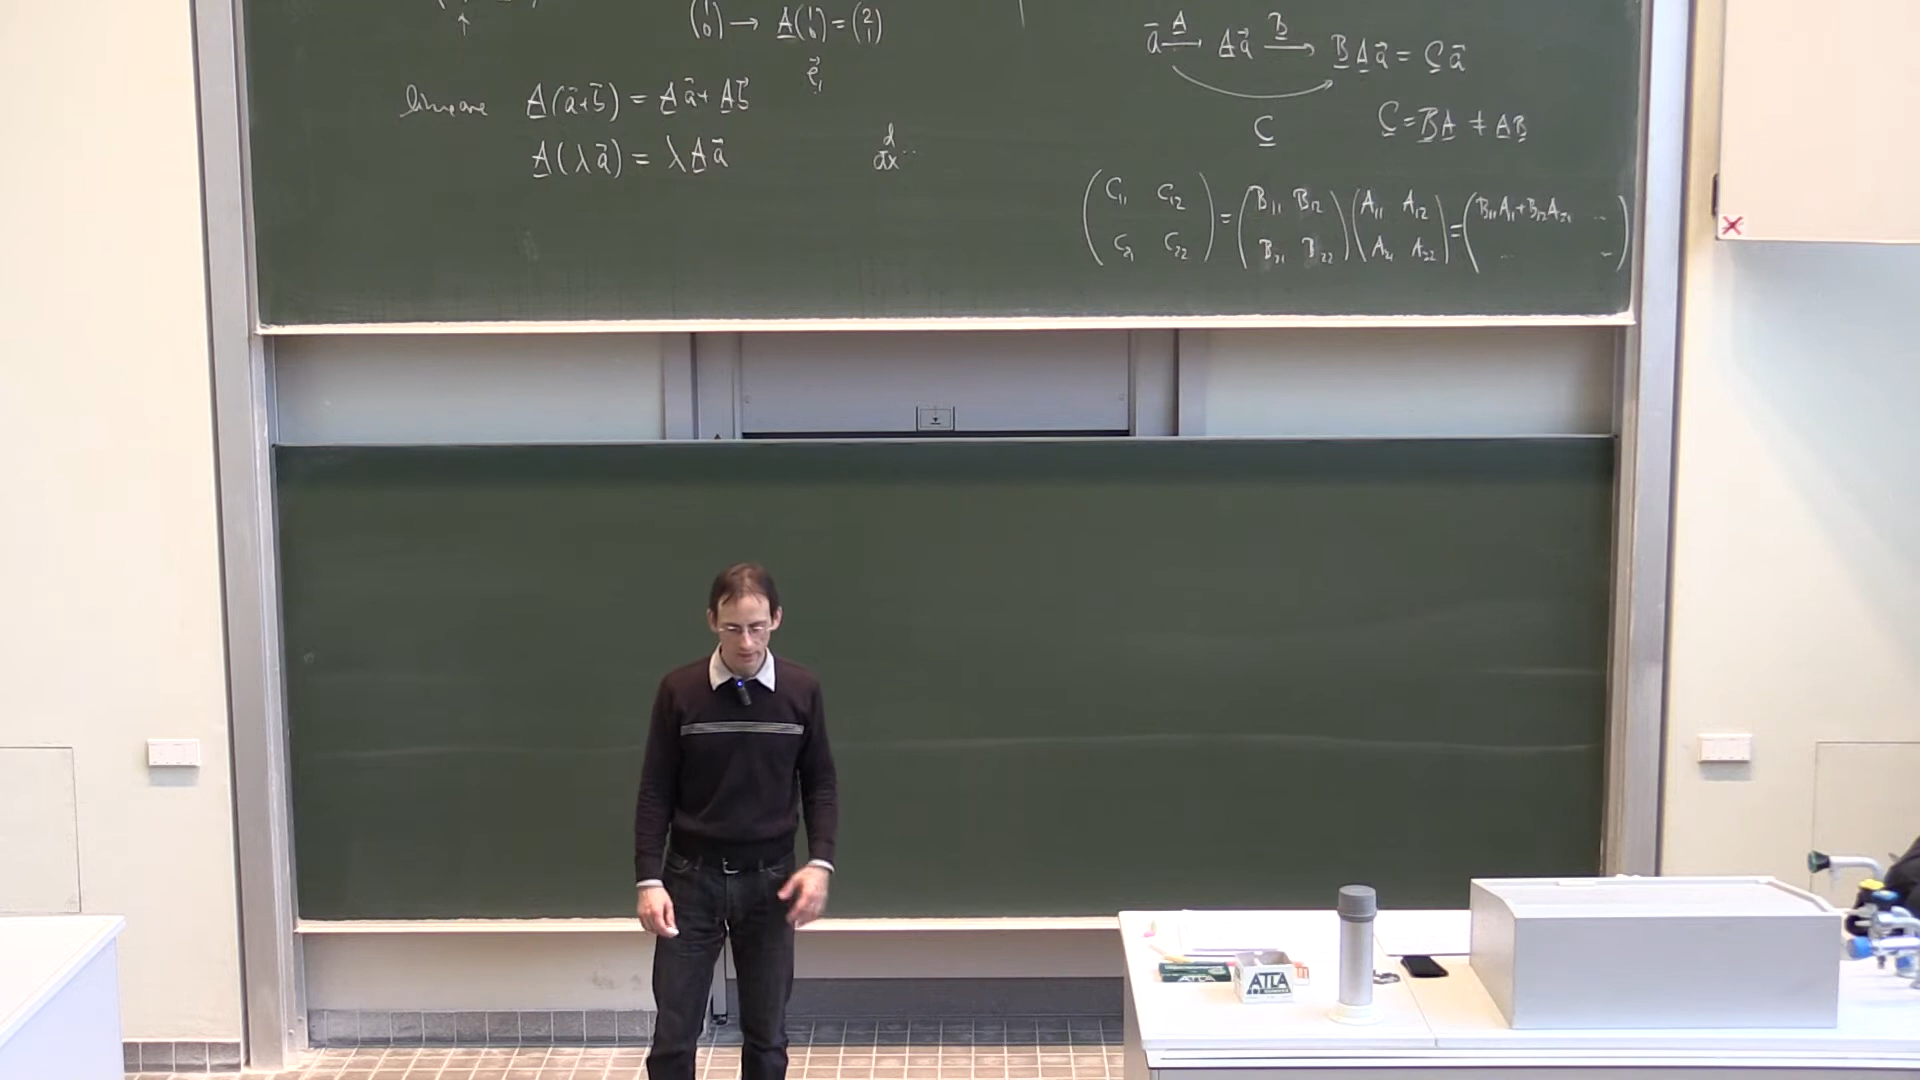 (1 0) → A(1 0) = (2 1)
e⃗₁
lineare A(a⃗+b⃗) = Aa⃗ + Ab⃗
A(λa⃗) = λAa⃗
d/dx ..
a⃗ —A→ Aa⃗ —B→ BAa⃗ = Ca⃗
C
C = BA ≠ AB
(C₁₁ C₁₂ = (B₁₁ B₁₂ (A₁₁ A₁₂ = (B₁₁A₁₁+B₁₂A₂₁ ...
C₂₁ C₂₂) B₂₁ B₂₂) A₂₁ A₂₂) ... ...)
ATLA
ATLA